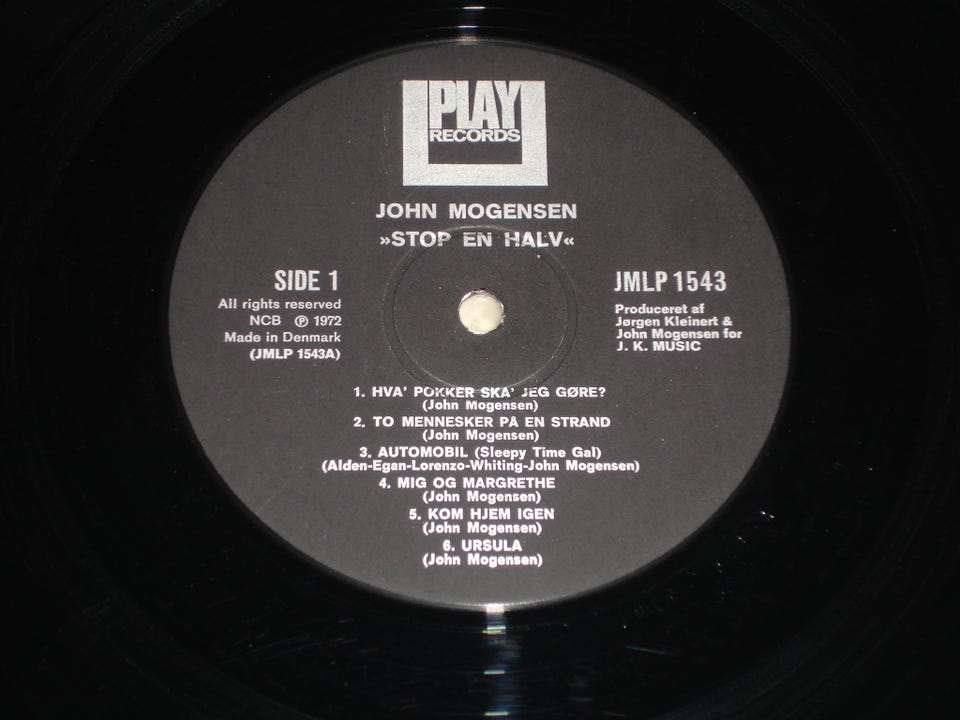 PLAY
RECORDS
JOHN MOGENSEN
»STOP EN HALV«
SIDE 1
All rights reserved
NCB ℗ 1972
Made in Denmark
(JMLP 1543A)
JMLP 1543
Produceret af
Jørgen Kleinert &
John Mogensen for
J. K. MUSIC
1. HVA' POKKER SKA' JEG GØRE?
(John Mogensen)
2. TO MENNESKER PÅ EN STRAND
(John Mogensen)
3. AUTOMOBIL (Sleepy Time Gal)
(Alden-Egan-Lorenzo-Whiting-John Mogensen)
4. MIG OG MARGRETHE
(John Mogensen)
5. KOM HJEM IGEN
(John Mogensen)
6. URSULA
(John Mogensen)